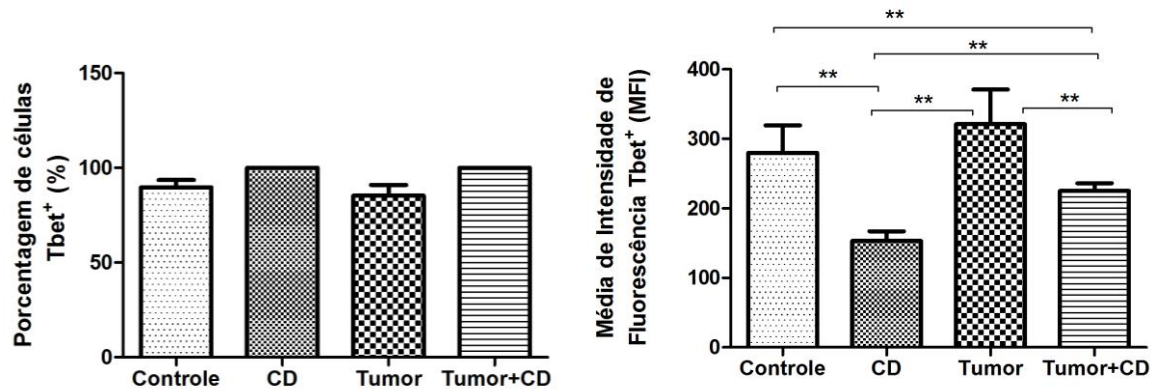 Porcentagem de células
Tbet+ (%)
150
100
50
0
Controle
CD
Tumor
Tumor+CD
Média de Intensidade de
Fluorescência Tbet+ (MFI)
**
**
**
**
**
400
300
200
100
0
Controle
CD
Tumor
Tumor+CD